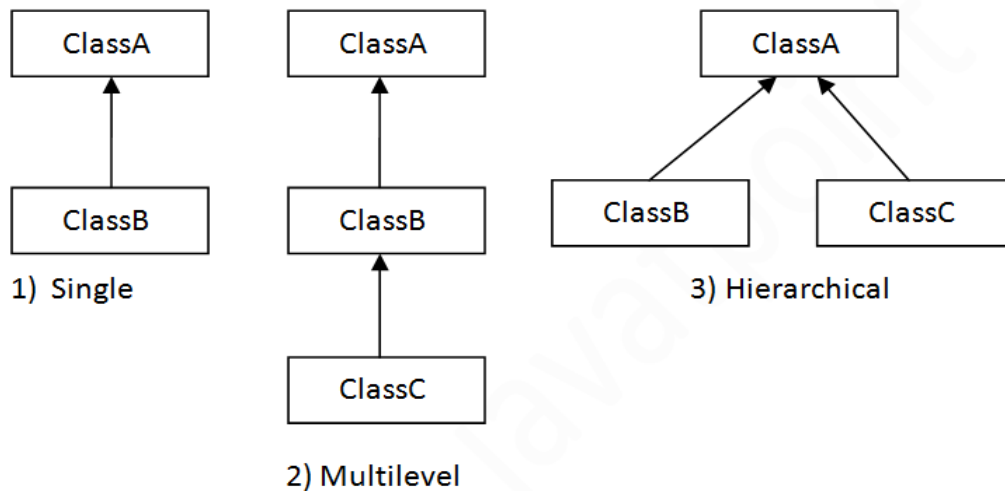 ClassA
ClassB
1) Single
ClassA
ClassB
ClassC
2) Multilevel
ClassA
ClassB
ClassC
3) Hierarchical